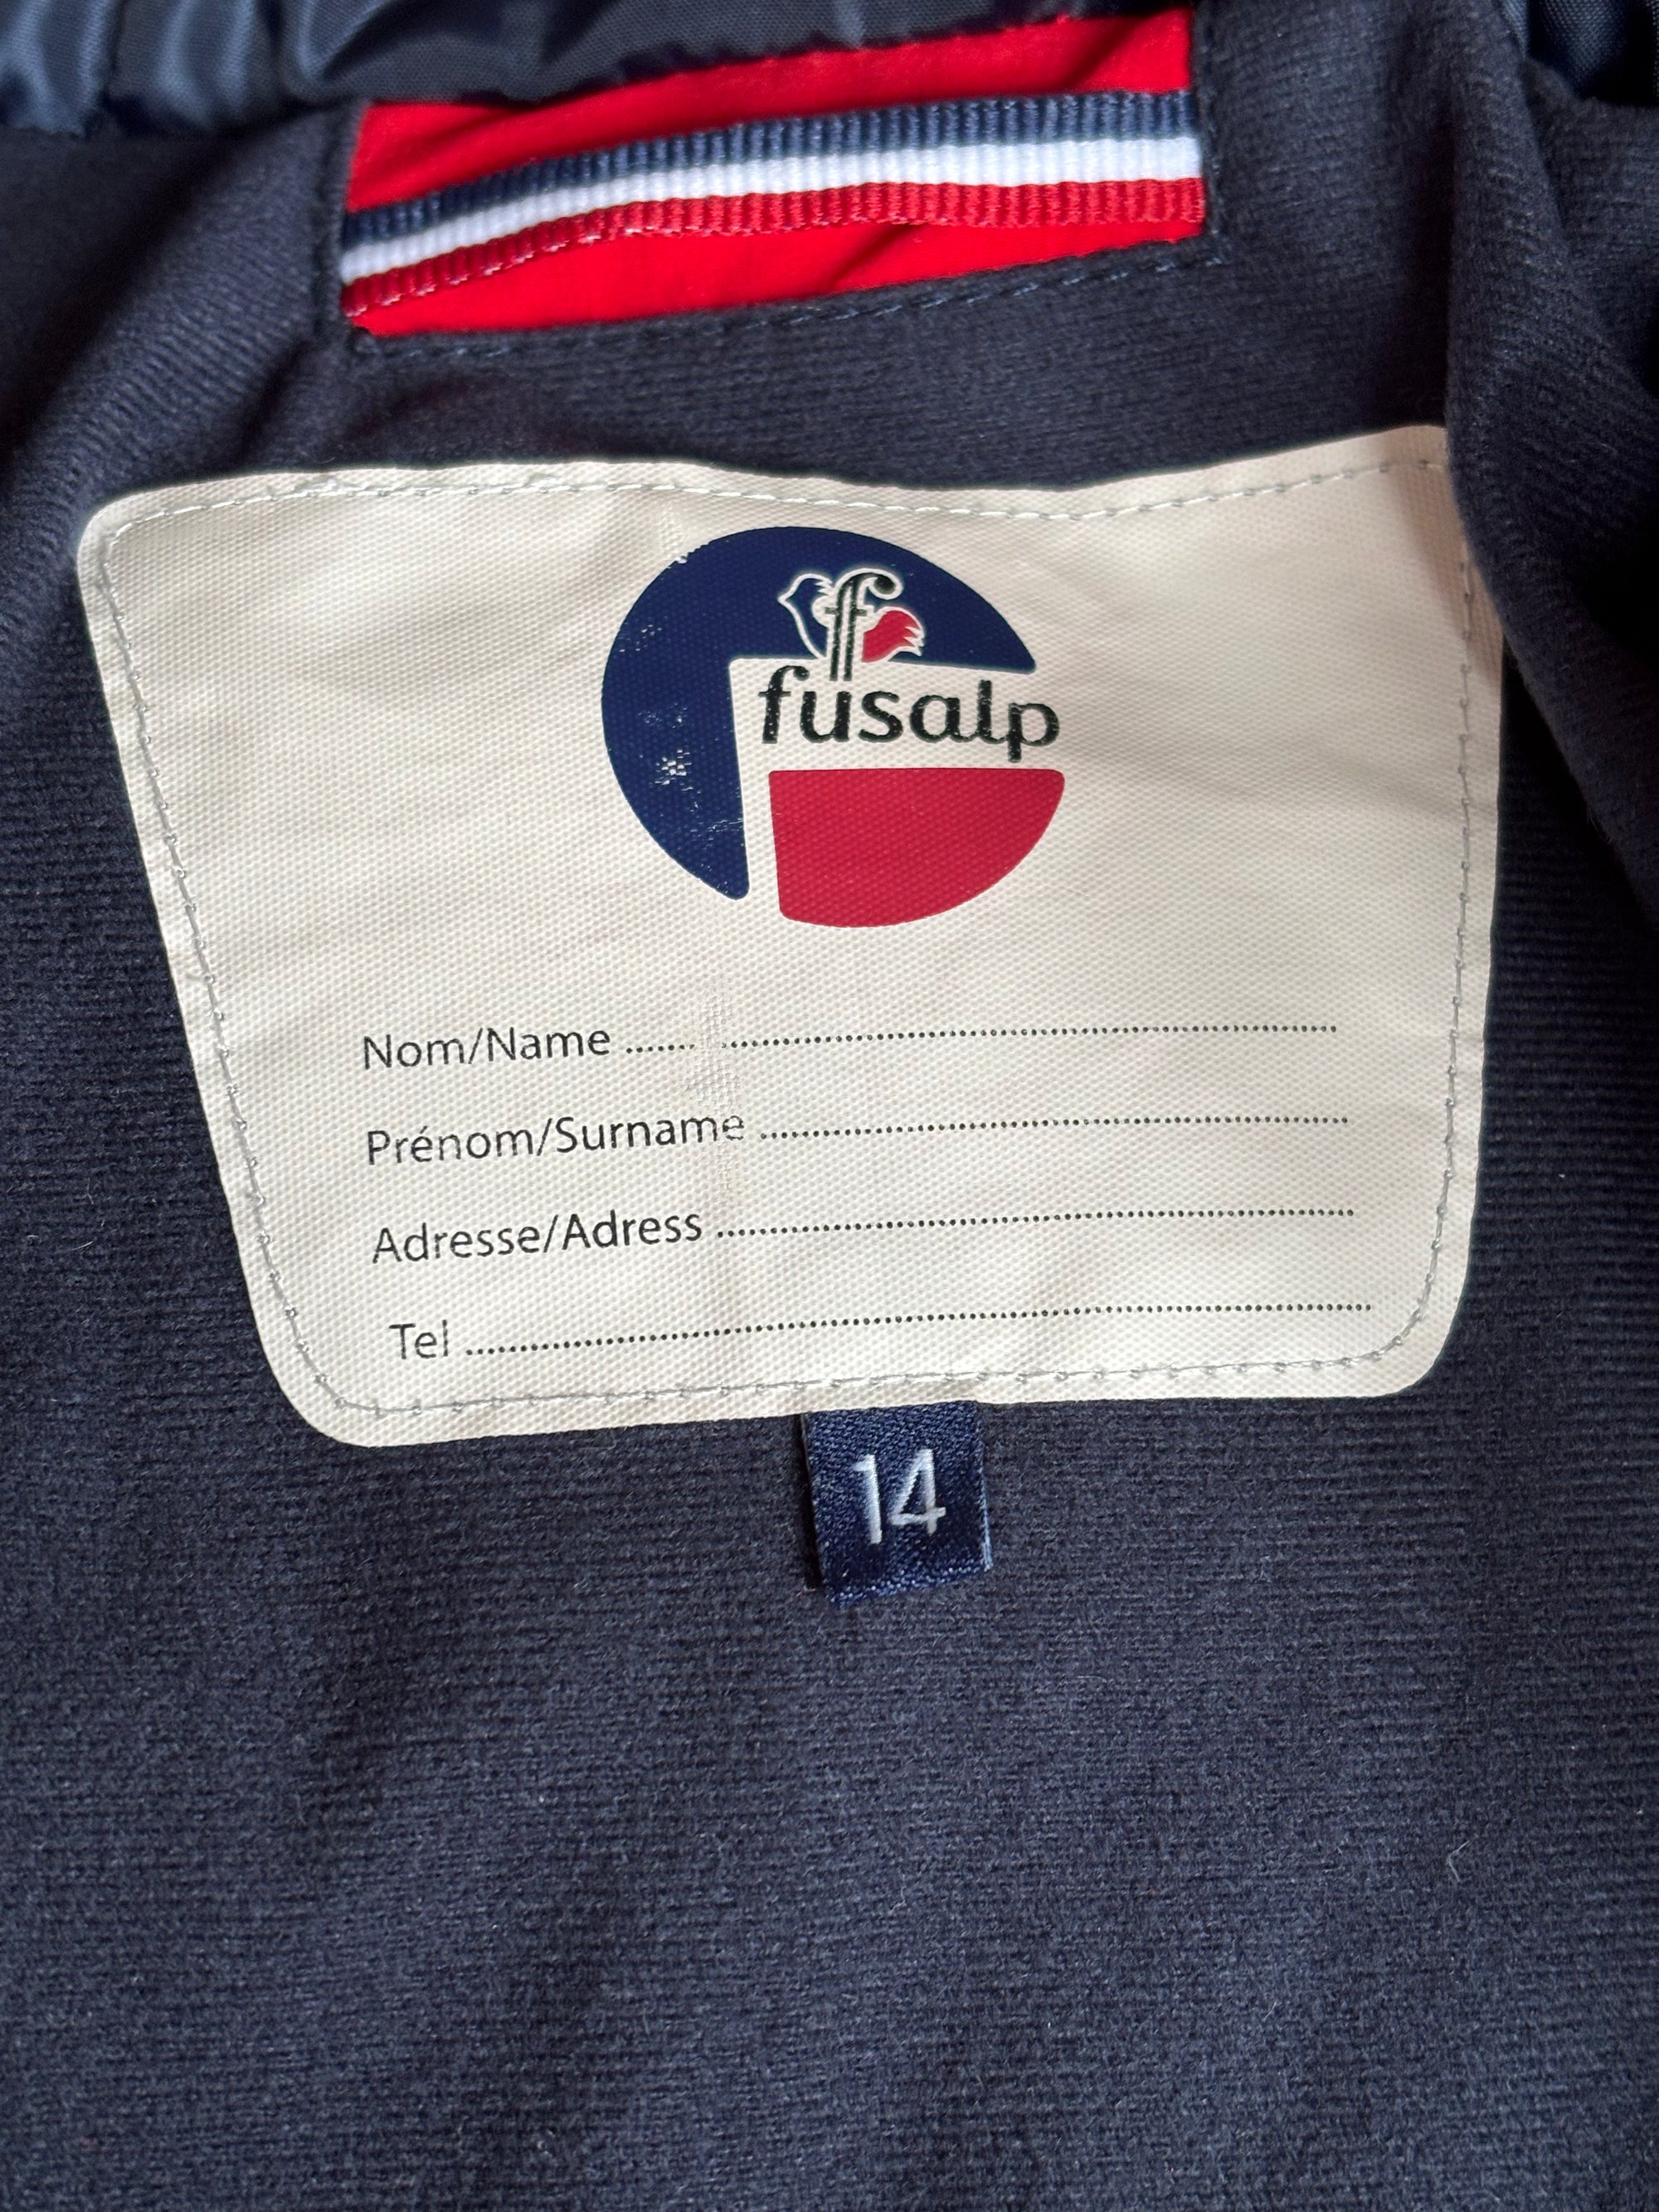 f
fusalp
Nom/Name
Prénom/Surname
Adresse/Adress
Tel
14